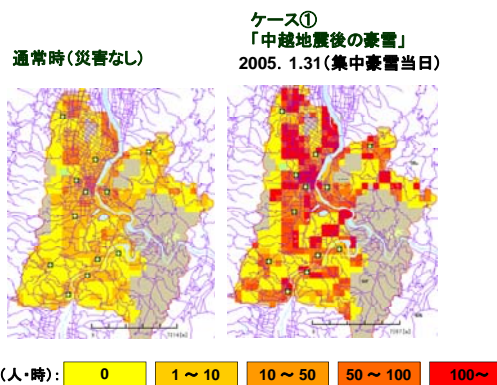 ケース①
「中越地震後の豪雪」
通常時(災害なし)
2005. 1.31(集中豪雪当日)
(人・時):
0
1 ~ 10
10 ~ 50
50 ~ 100
100~